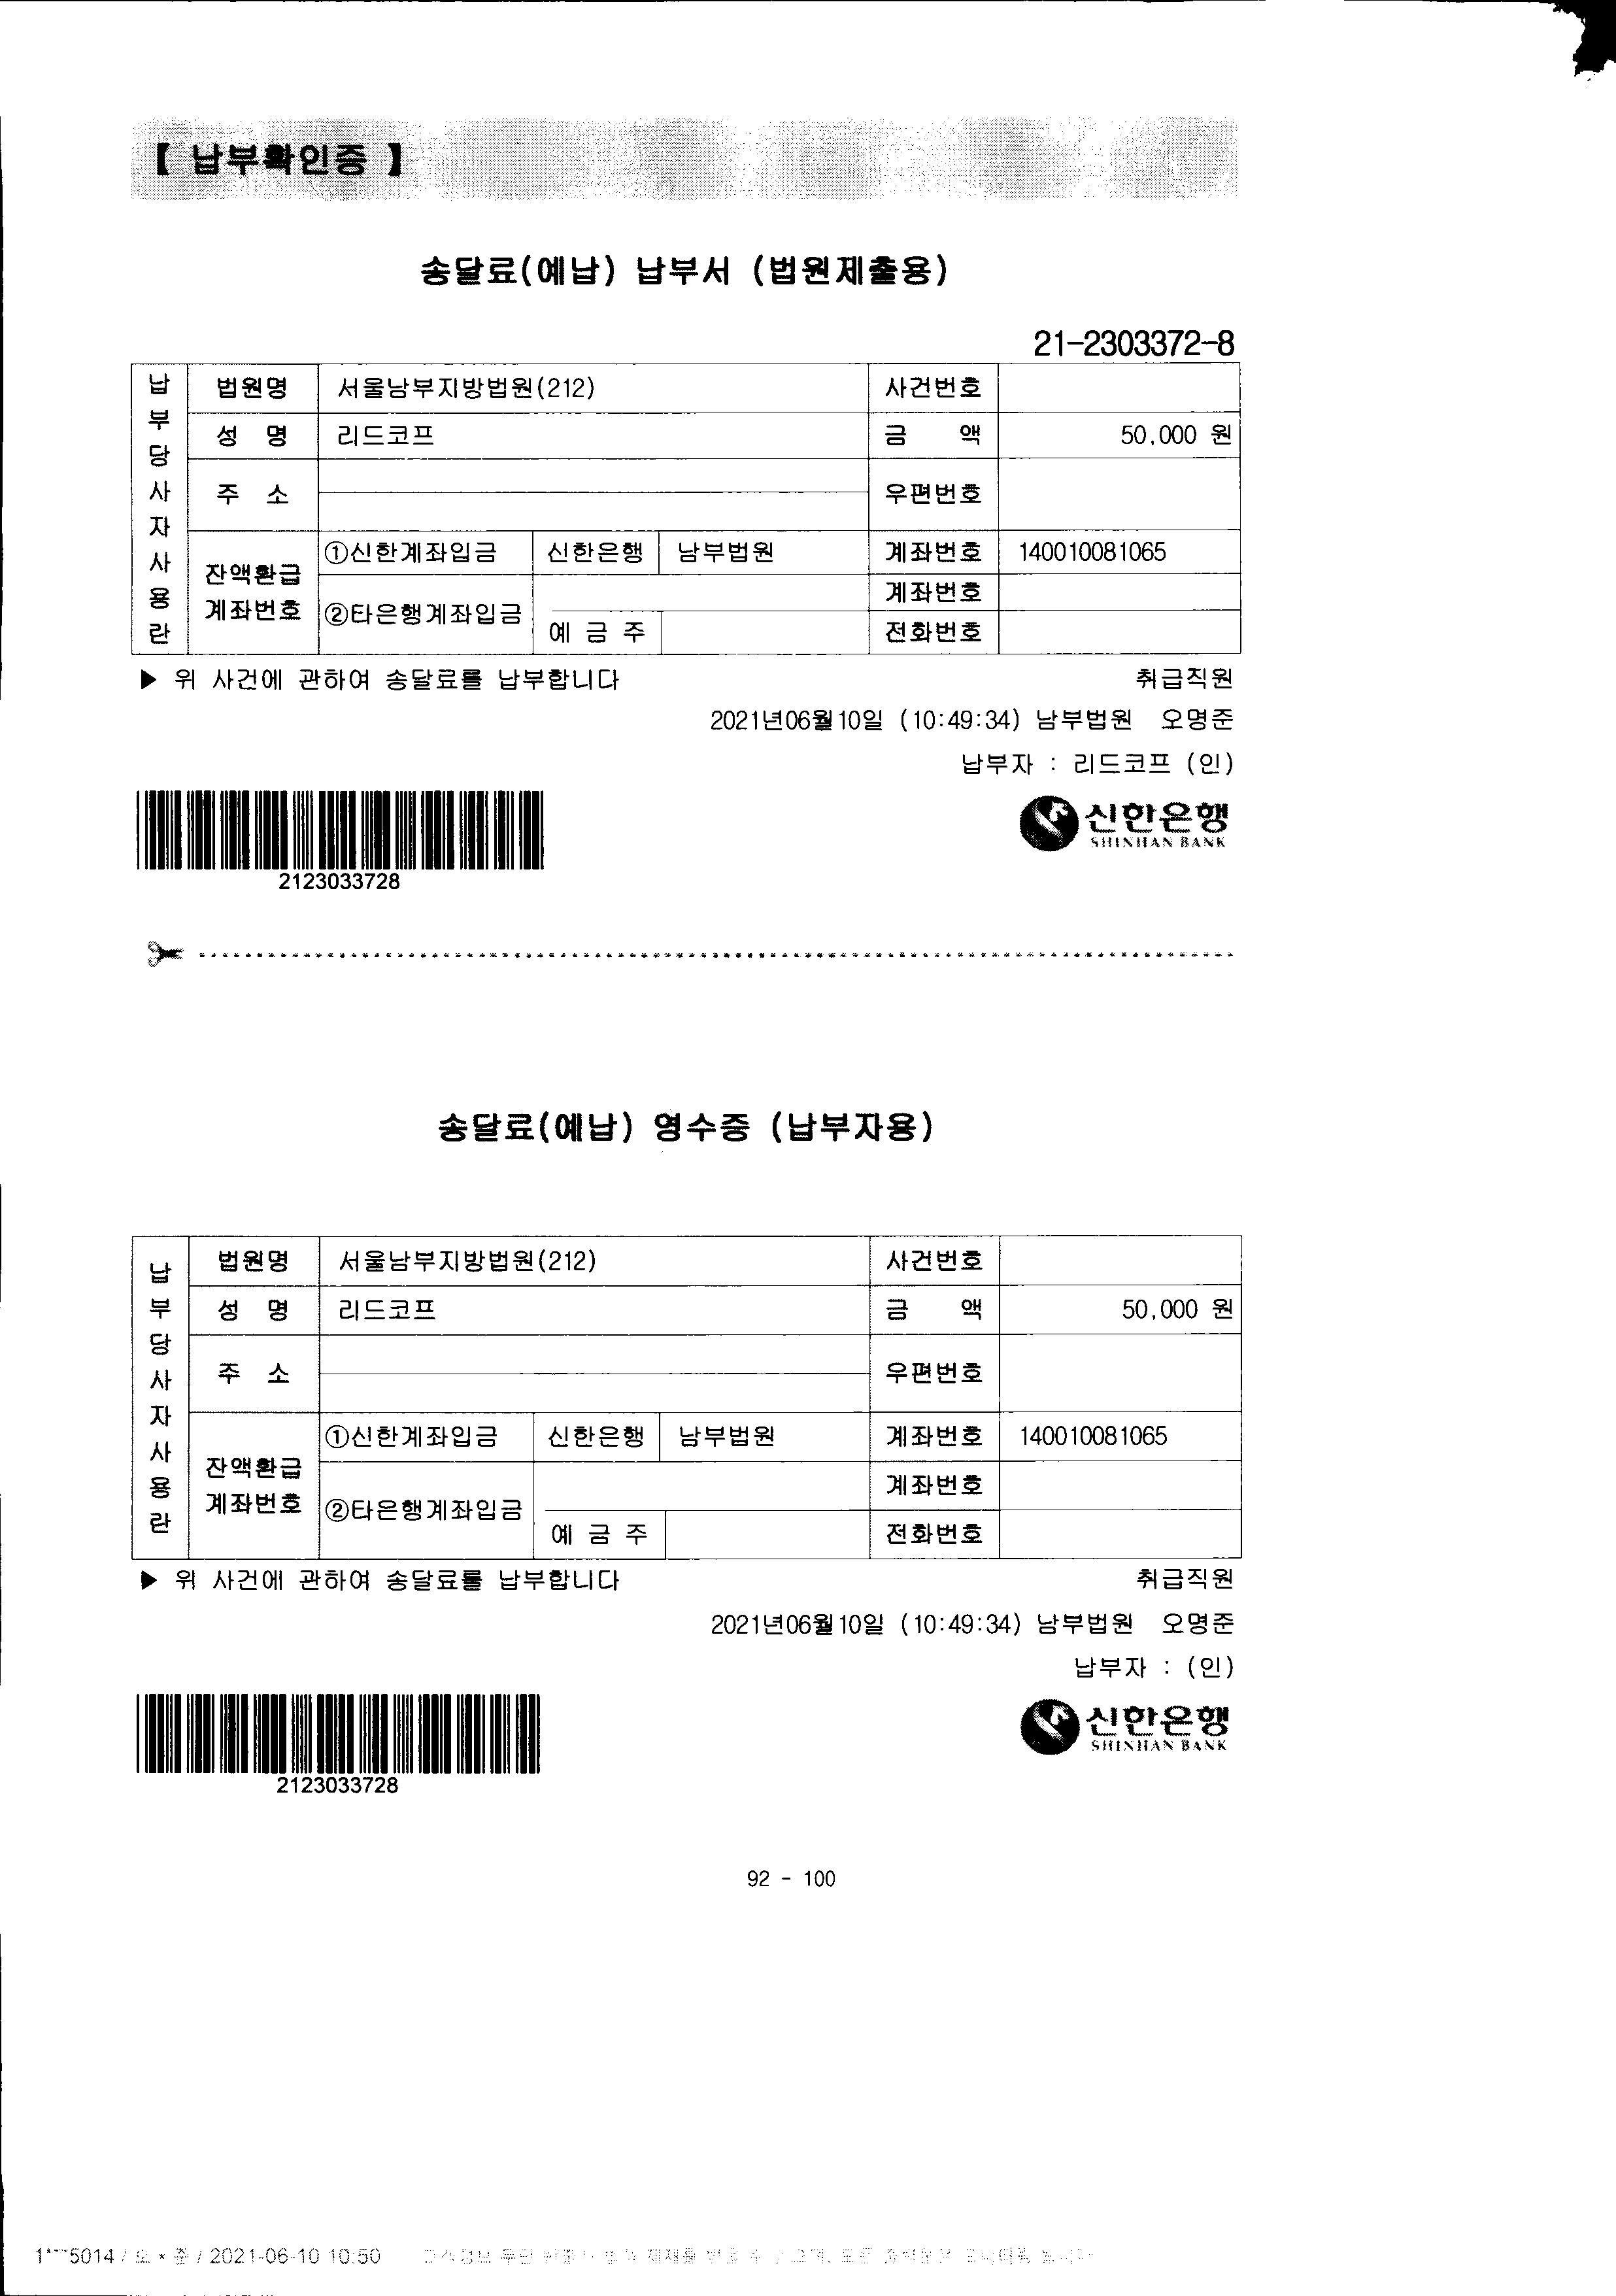 【 납부확인증 】
송달료(예납) 납부서 (법원제출용)
21-2303372-8
납부당사자사용란
법원명 서울남부지방법원(212) 사건번호
성 명 리드코프 금 액 50,000 원
주 소 우편번호
잔액환급 계좌번호 ①신한계좌입금 신한은행 남부법원 계좌번호 140010081065
②타은행계좌입금 계좌번호
예 금 주 전화번호
▶ 위 사건에 관하여 송달료를 납부합니다 취급직원
2021년06월10일 (10:49:34) 남부법원 오명준
납부자 : 리드코프 (인)
신한은행
SHINHAN BANK
2123033728
송달료(예납) 영수증 (납부자용)
납부당사자사용란
법원명 서울남부지방법원(212) 사건번호
성 명 리드코프 금 액 50,000 원
주 소 우편번호
잔액환급 계좌번호 ①신한계좌입금 신한은행 남부법원 계좌번호 140010081065
②타은행계좌입금 계좌번호
예 금 주 전화번호
▶ 위 사건에 관하여 송달료를 납부합니다 취급직원
2021년06월10일 (10:49:34) 남부법원 오명준
납부자 : (인)
신한은행
SHINHAN BANK
2123033728
92 - 100
1***5014 / 오 * 준 / 2021-06-10 10:50